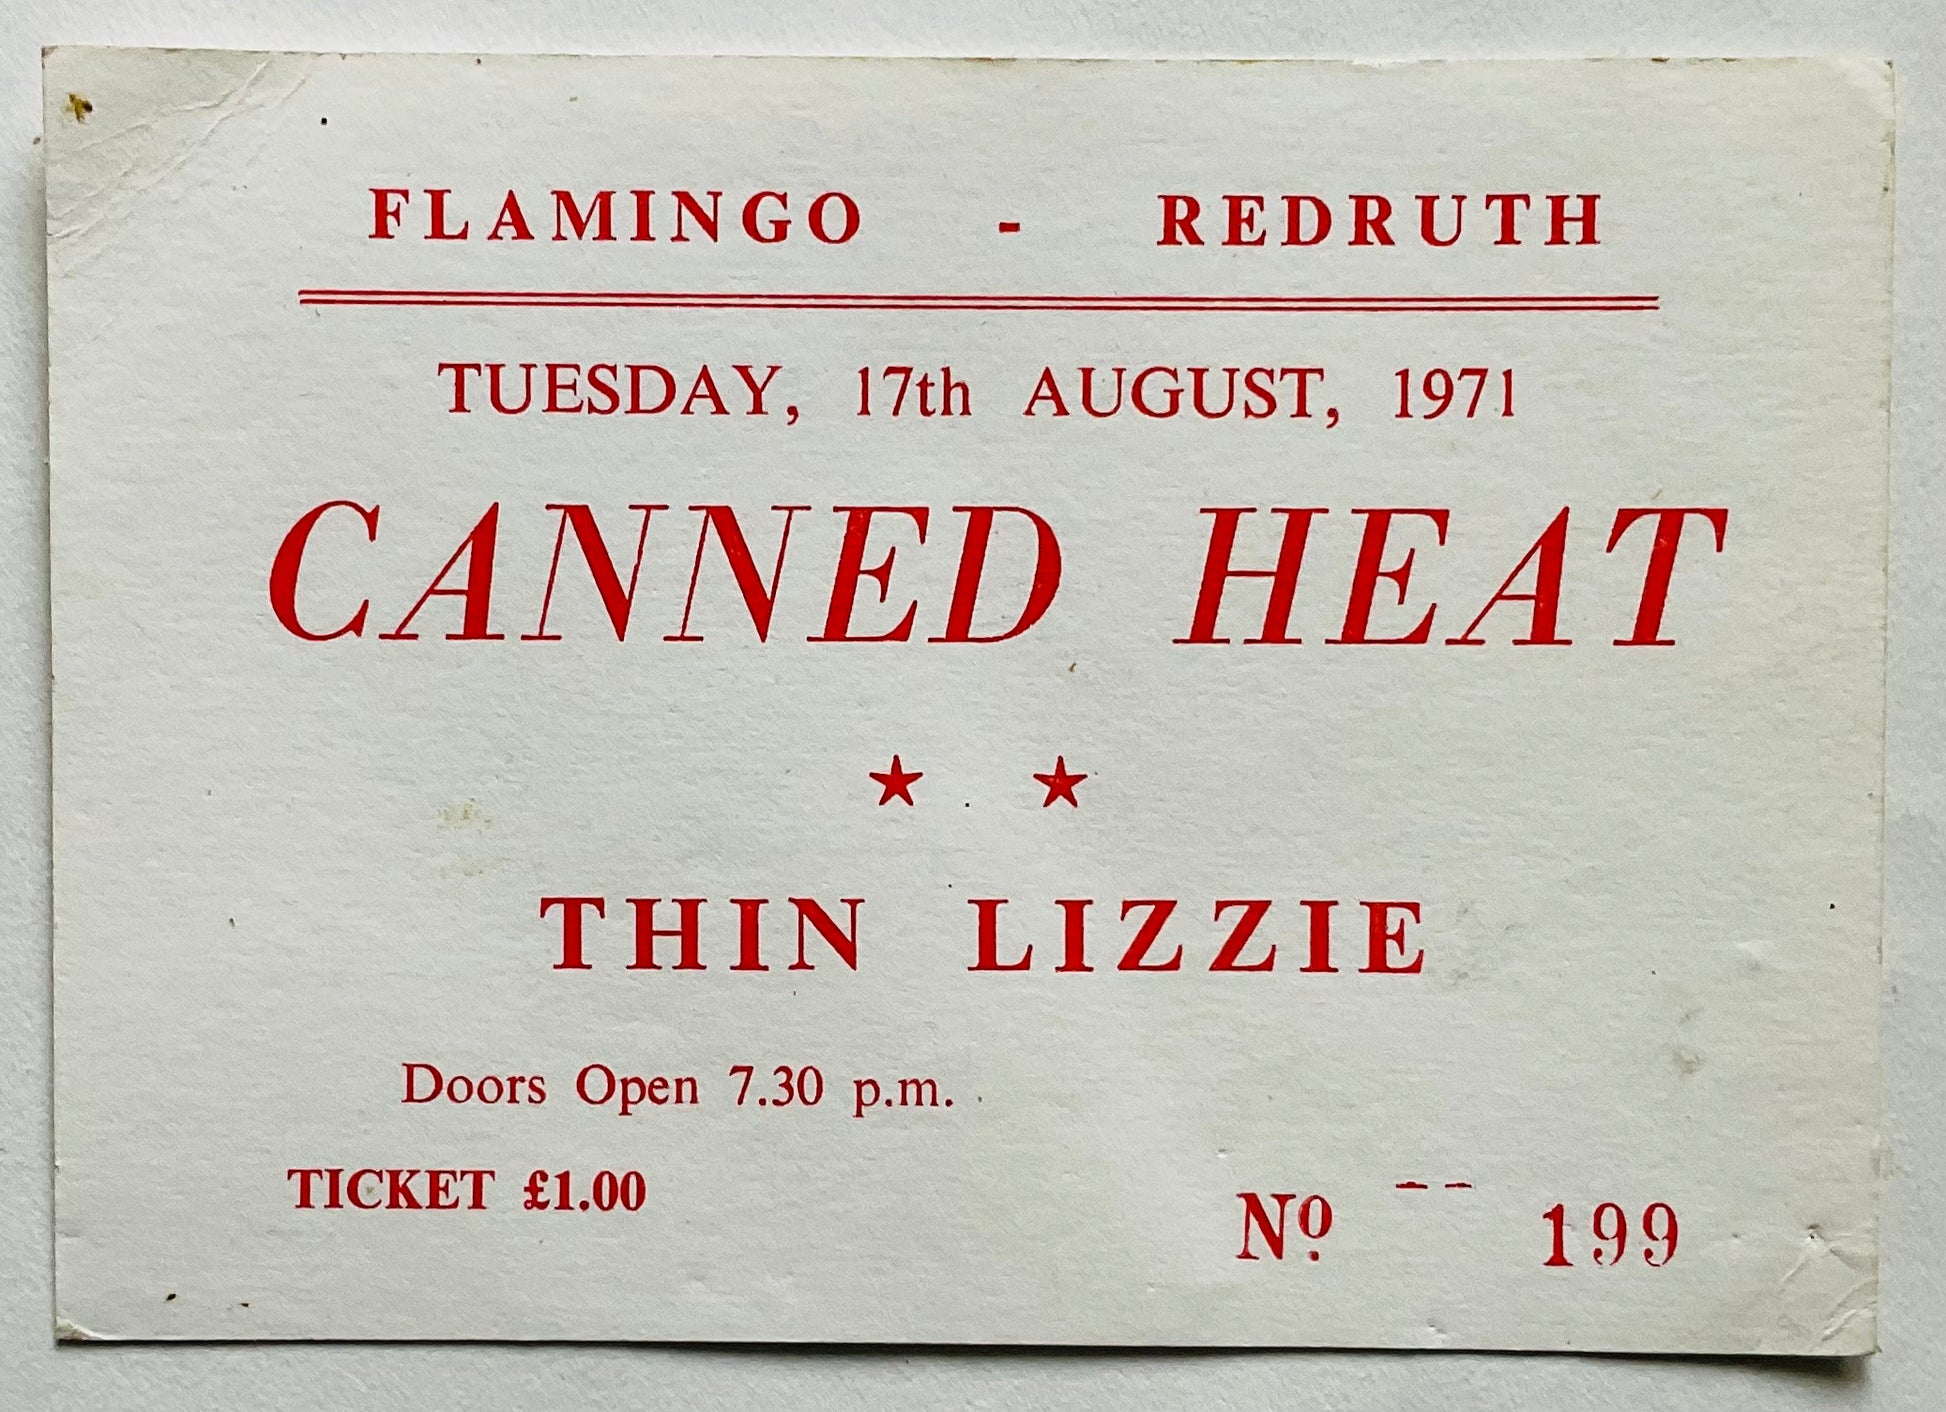 FLAMINGO - REDRUTH
TUESDAY, 17th AUGUST, 1971
CANNED HEAT
★ ★
THIN LIZZIE
Doors Open 7.30 p.m.
TICKET £1.00
Nº 199